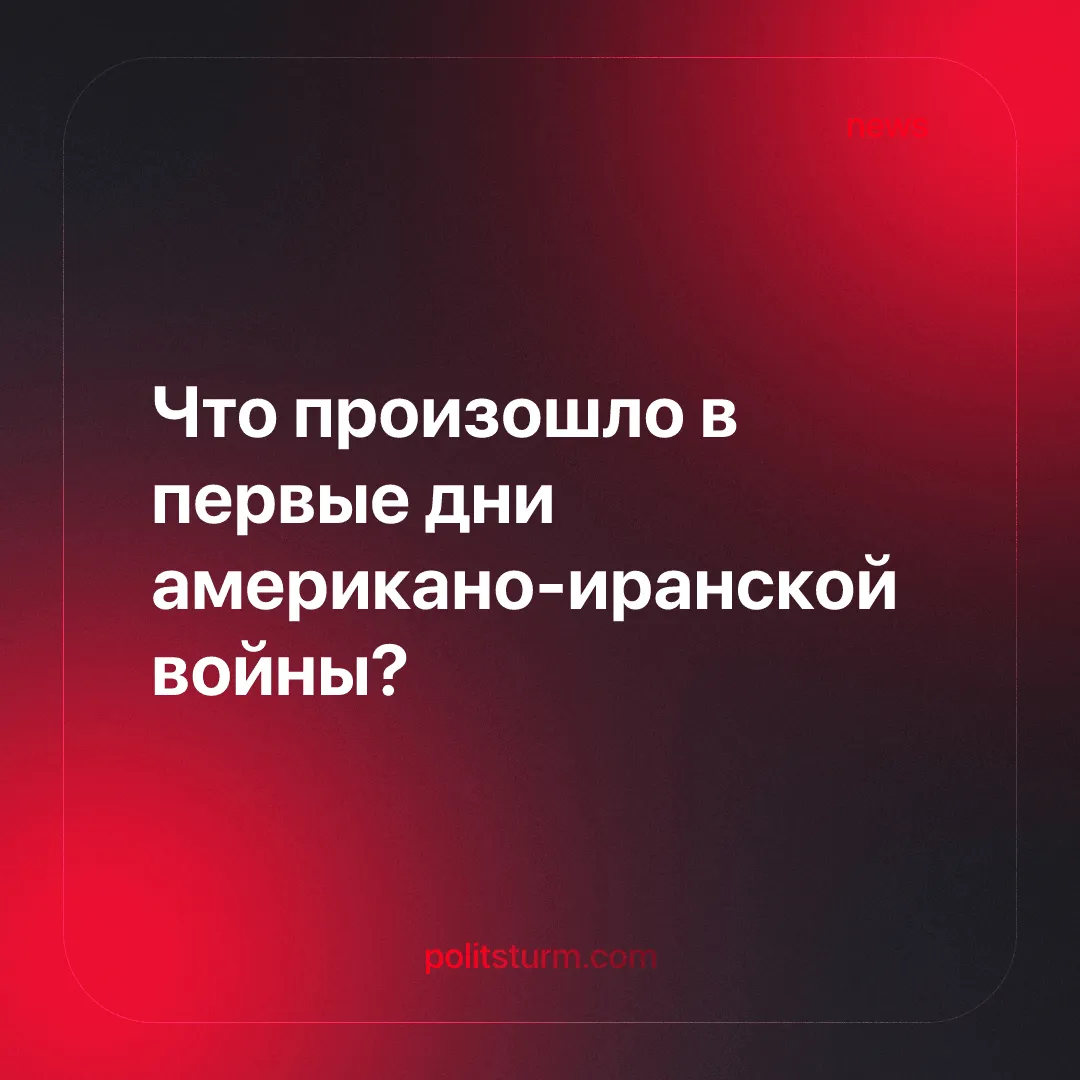 news
Что произошло в
первые дни
американо-иранской
войны?
politsturm.com